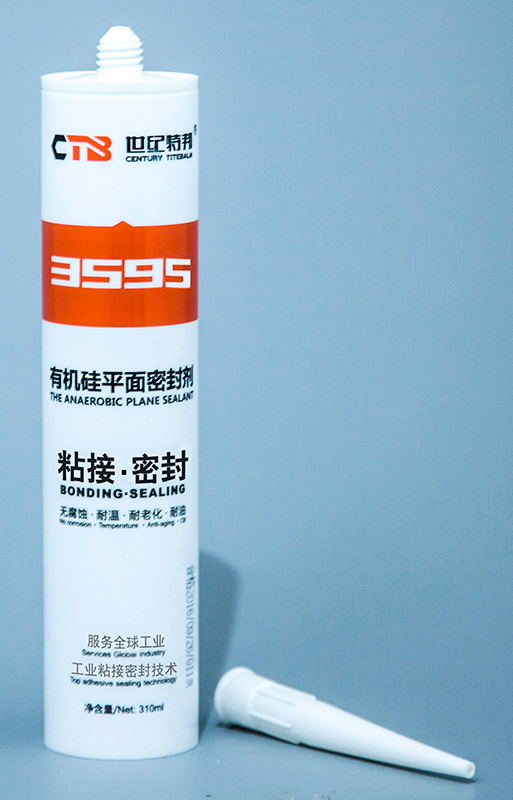 CTB 世纪特邦®
CENTURY TITEBALM
3595
有机硅平面密封剂
THE ANAEROBIC PLANE SEALANT
粘接·密封
BONDING·SEALING
无腐蚀·耐温·耐老化·耐油
No corrosion · Temperature · Anti-aging · Oil
服务全球工业
Services Global industry
工业粘接密封技术
Top adhesive sealing technology
净含量/Net: 310ml